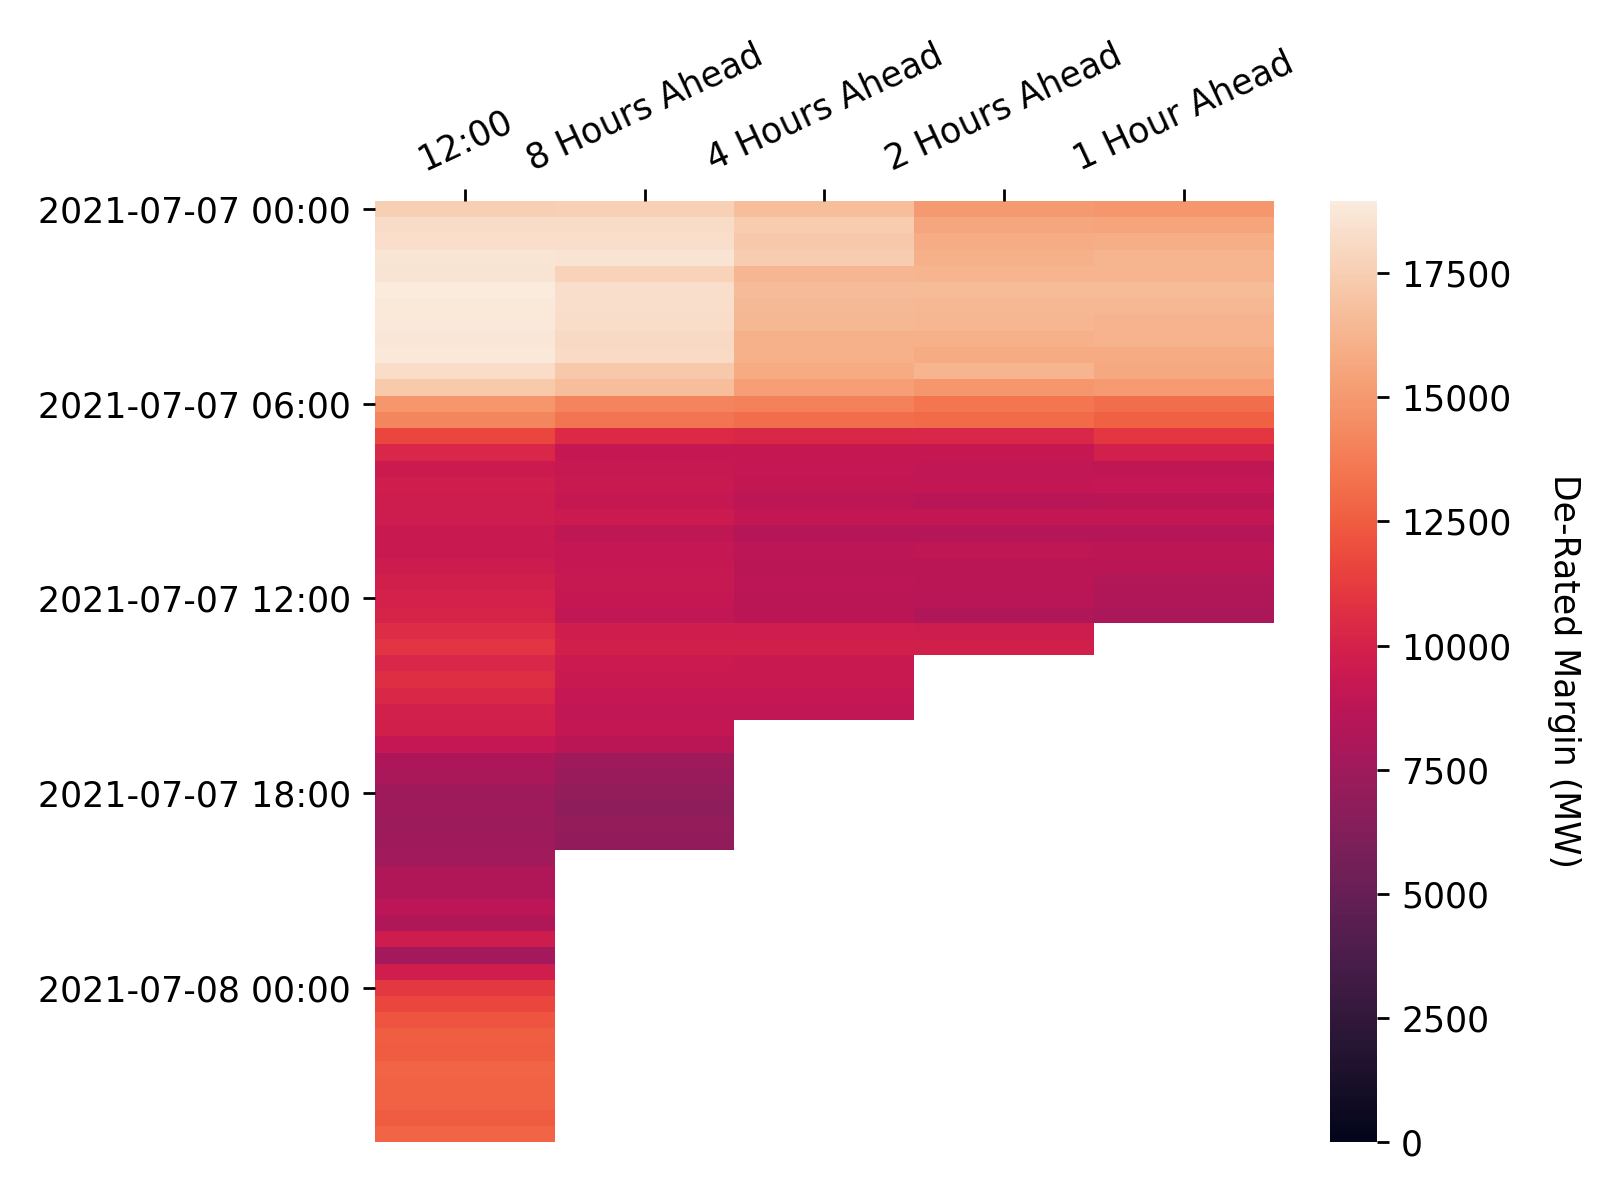 12:00
8 Hours Ahead
4 Hours Ahead
2 Hours Ahead
1 Hour Ahead
2021-07-07 00:00
2021-07-07 06:00
2021-07-07 12:00
2021-07-07 18:00
2021-07-08 00:00
17500
15000
12500
10000
7500
5000
2500
0
De-Rated Margin (MW)